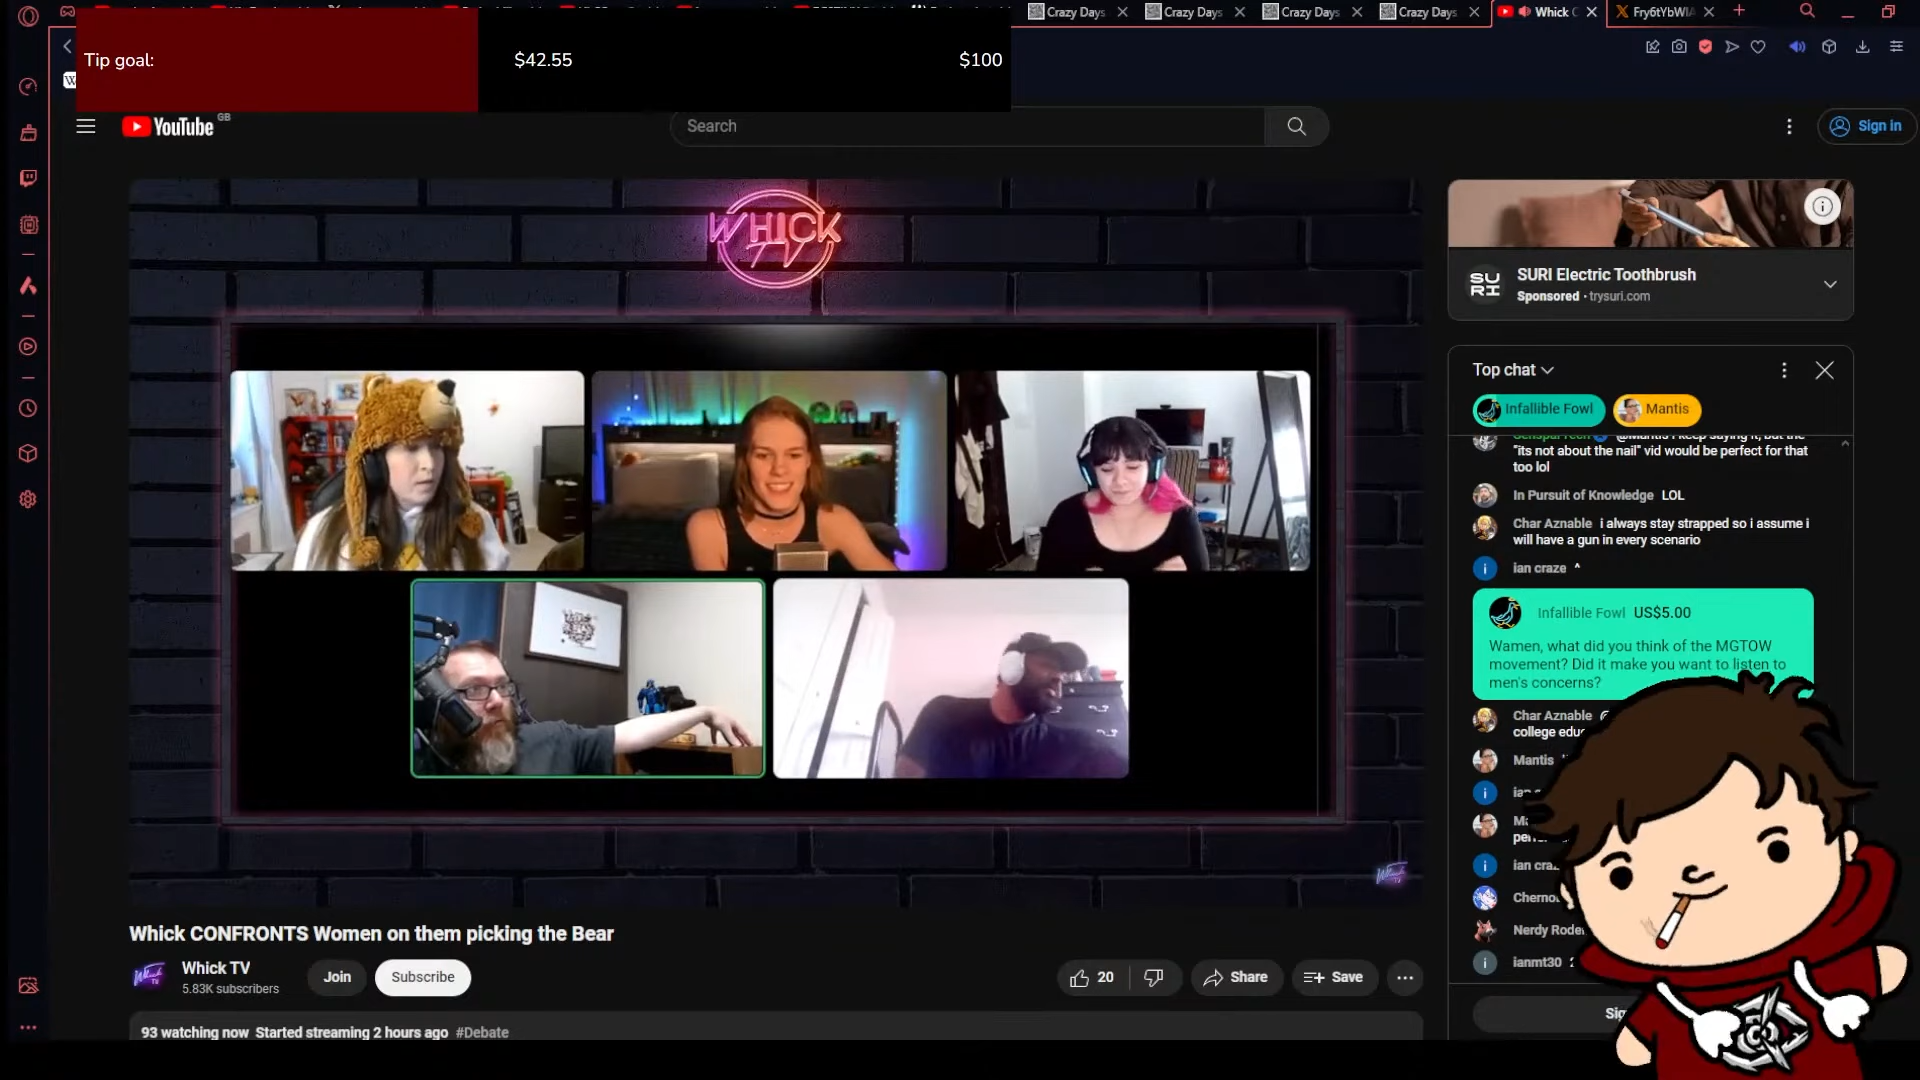 Crazy Days
Crazy Days
Crazy Days
Crazy Days
Whick C
Fry6tYbWIA
Tip goal:
$42.55
$100
YouTube
GB
Search
Sign in
WHICK
TV
SURI Electric Toothbrush
Sponsored · trysuri.com
SU
RI
Top chat
Infallible Fowl
Mantis
"its not about the nail" vid would be perfect for that
too lol
In Pursuit of Knowledge LOL
Char Aznable i always stay strapped so i assume i
will have a gun in every scenario
ian craze ^
Infallible Fowl US$5.00
Wamen, what did you think of the MGTOW
movement? Did it make you want to listen to
men's concerns?
Char Aznable
Mantis
ian craz
Nerdy Rode
ianmt30
Whick CONFRONTS Women on them picking the Bear
Whick TV
5.83K subscribers
Join
Subscribe
20
Share
Save
93 watching now Started streaming 2 hours ago #Debate